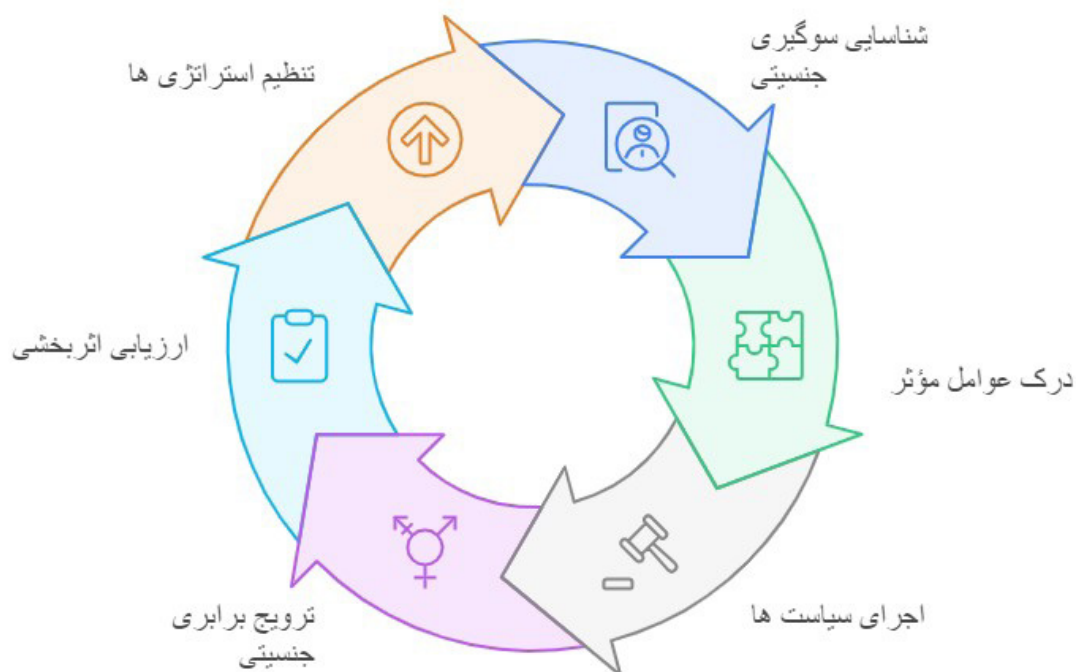 شناسایی سوگیری
جنسیتی
درک عوامل مؤثر
اجرای سیاست ها
ترویج برابری
جنسیتی
ارزیابی اثربخشی
تنظیم استراتژی ها